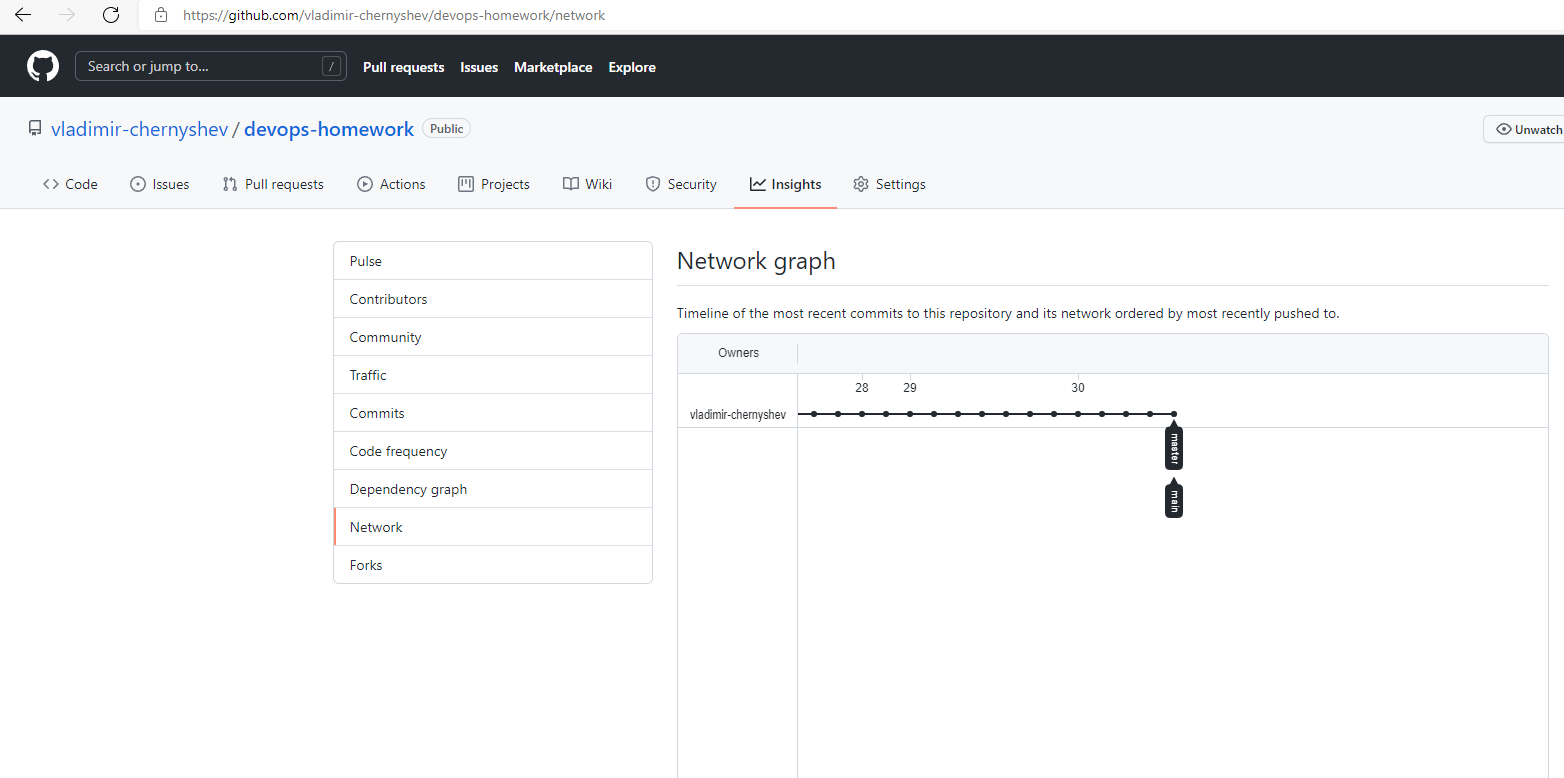 https://github.com/vladimir-chernyshev/devops-homework/network
Search or jump to... / Pull requests Issues Marketplace Explore
vladimir-chernyshev / devops-homework Public Unwatch
Code Issues Pull requests Actions Projects Wiki Security Insights Settings
Pulse
Contributors
Community
Traffic
Commits
Code frequency
Dependency graph
Network
Forks
Network graph
Timeline of the most recent commits to this repository and its network ordered by most recently pushed to.
Owners
28 29 30
vladimir-chernyshev
master
main